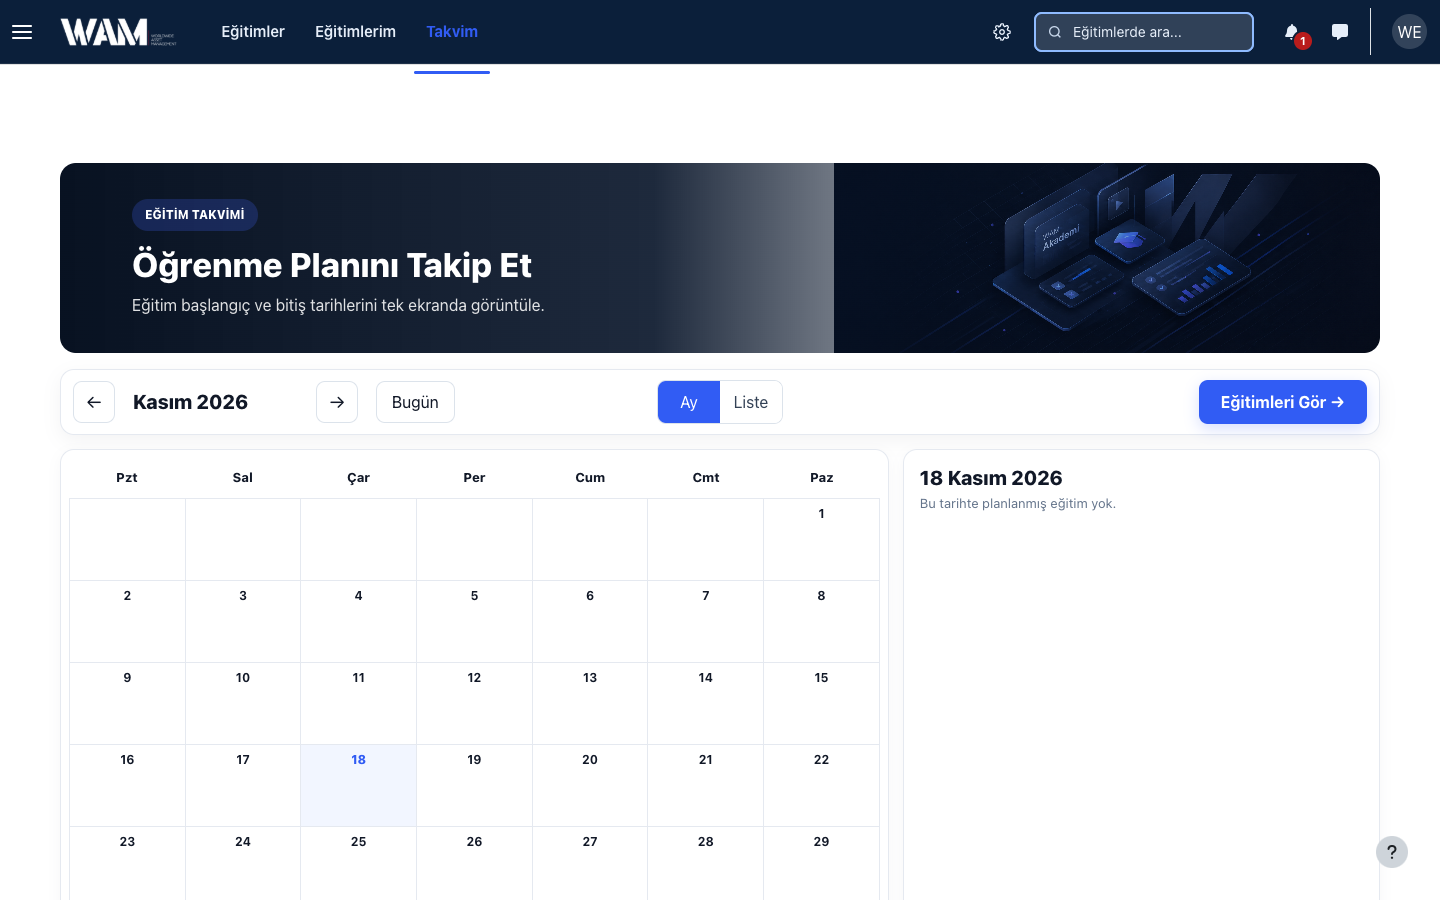 WAM
WORLDWIDE
ASSET
MANAGEMENT
Eğitimler
Eğitimlerim
Takvim
Eğitimlerde ara...
1
WE
EĞİTİM TAKVİMİ
Öğrenme Planını Takip Et
Eğitim başlangıç ve bitiş tarihlerini tek ekranda görüntüle.
WAM
Akademi
Kasım 2026
Bugün
Ay
Liste
Eğitimleri Gör
Pzt Sal Çar Per Cum Cmt Paz
1
2 3 4 5 6 7 8
9 10 11 12 13 14 15
16 17 18 19 20 21 22
23 24 25 26 27 28 29
18 Kasım 2026
Bu tarihte planlanmış eğitim yok.
?